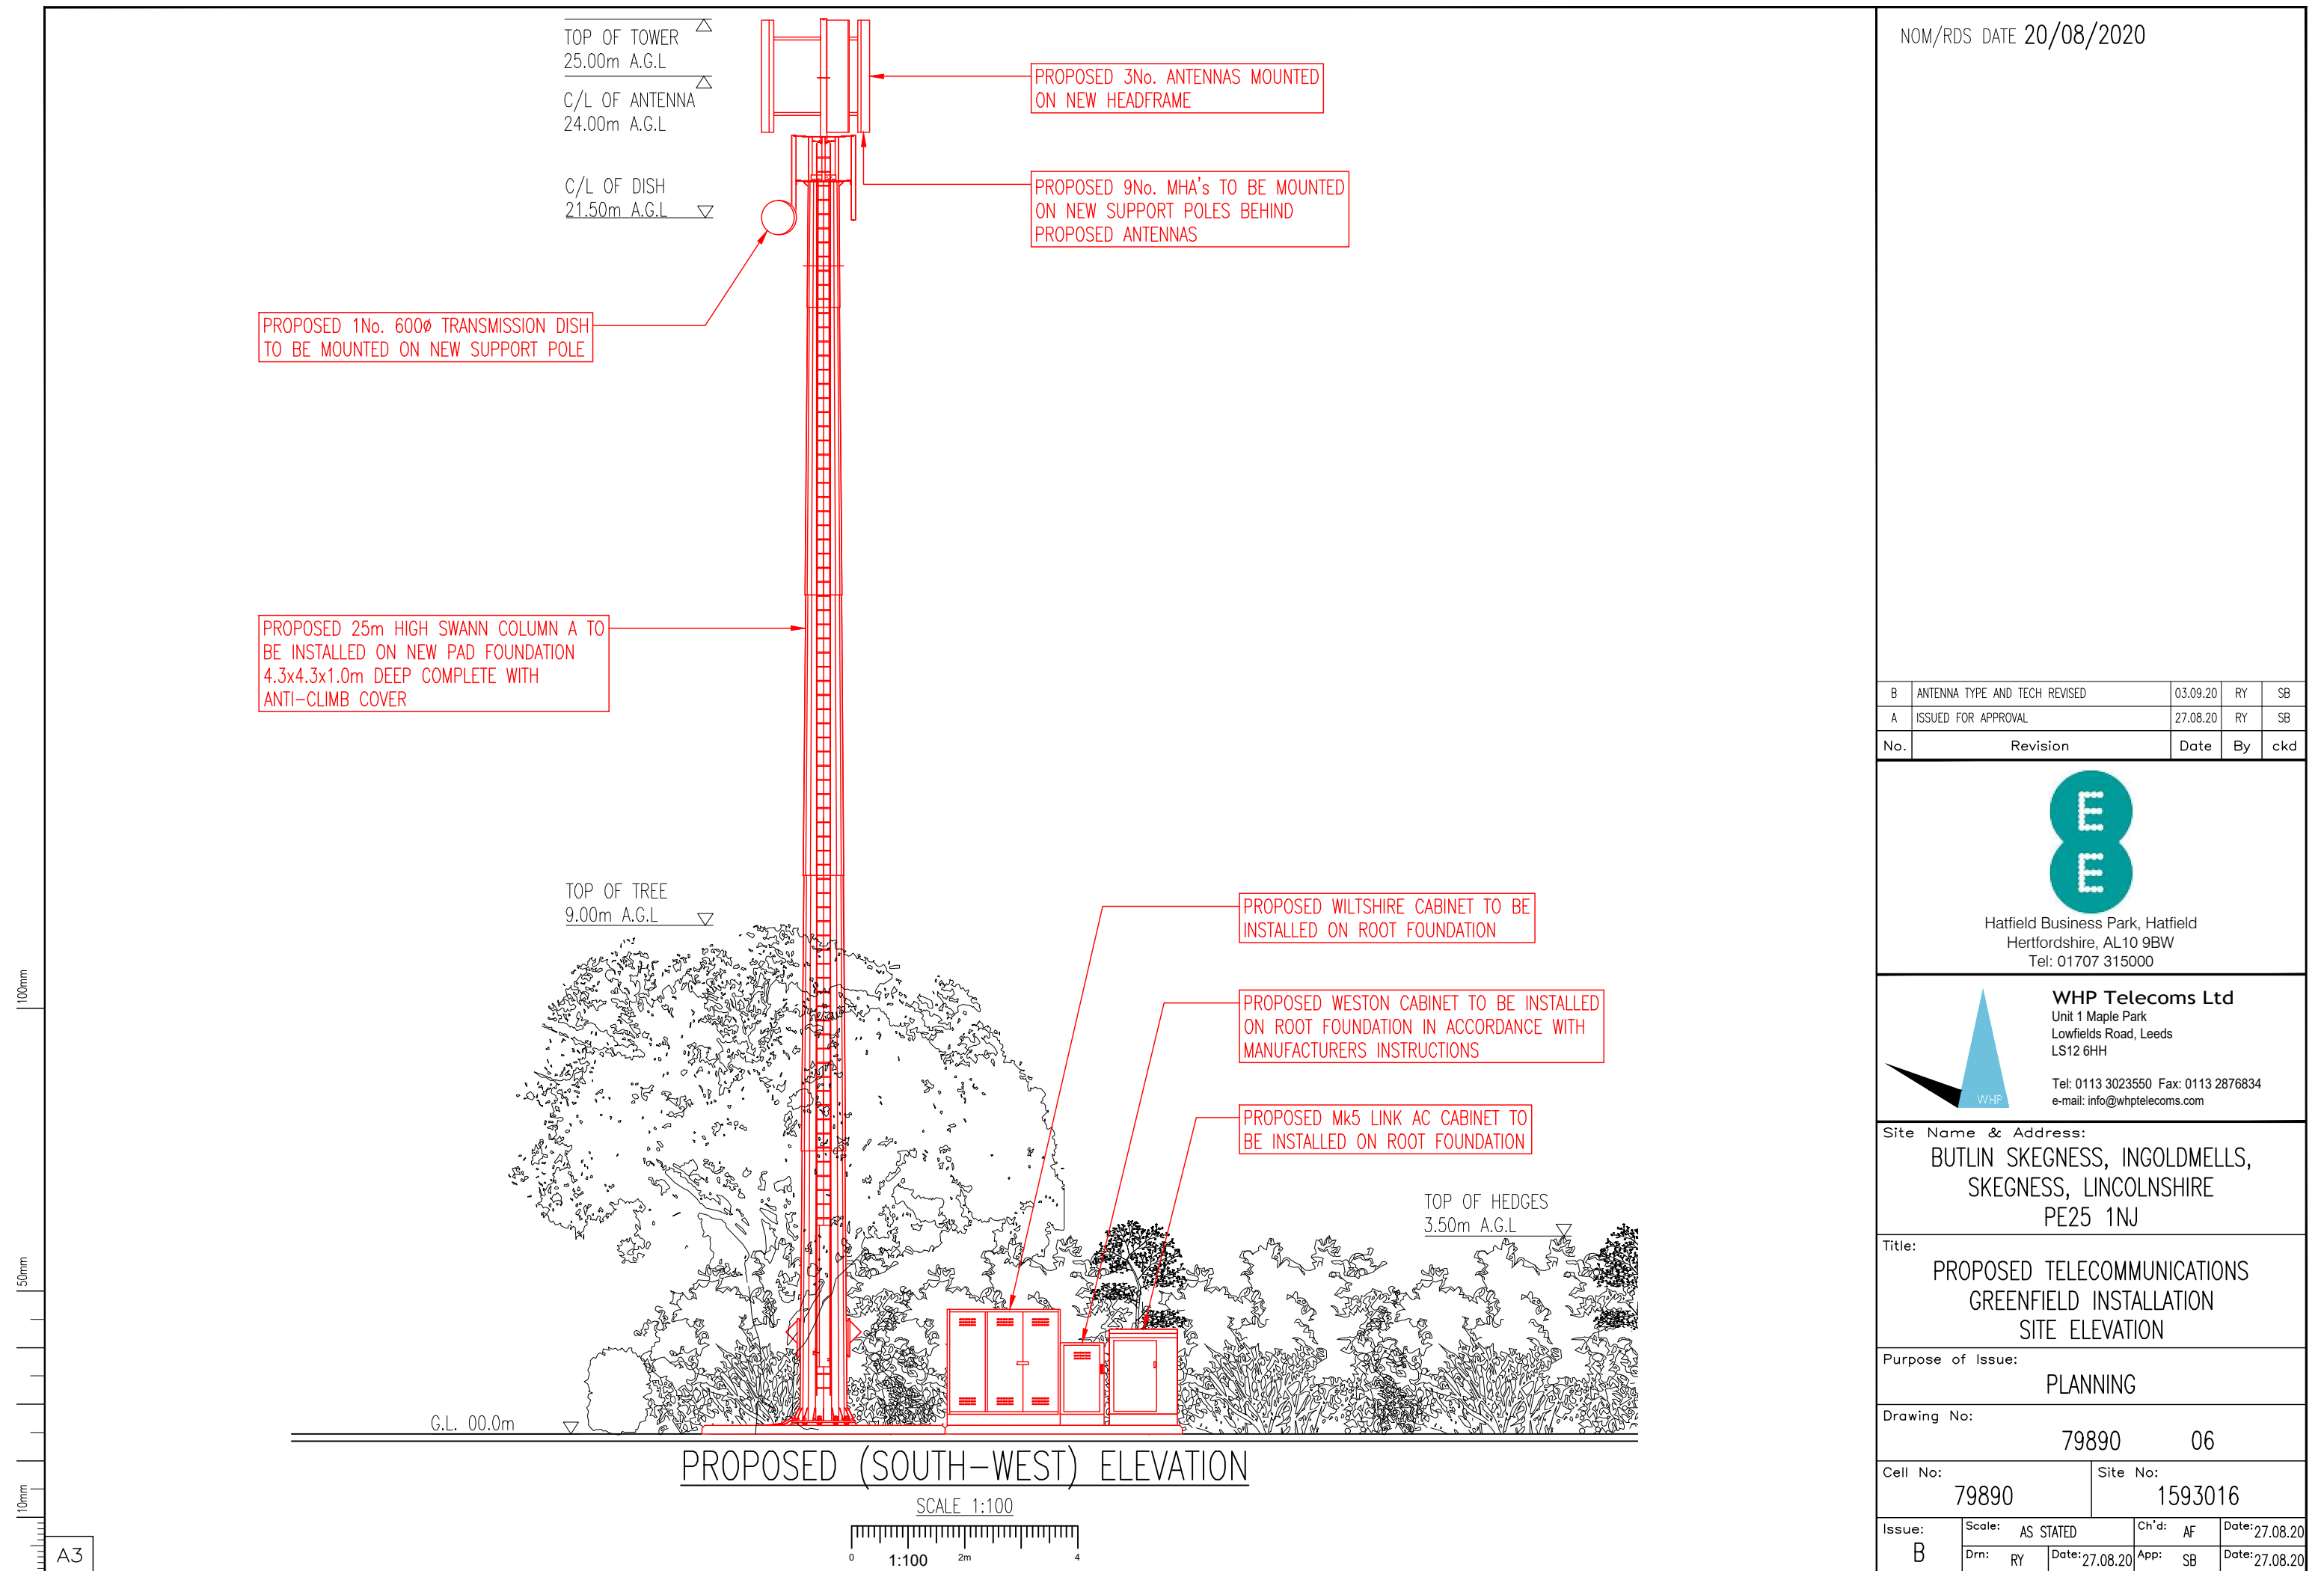 TOP OF TOWER
25.00m A.G.L
C/L OF ANTENNA
24.00m A.G.L
C/L OF DISH
21.50m A.G.L
PROPOSED 3No. ANTENNAS MOUNTED
ON NEW HEADFRAME
PROPOSED 9No. MHA's TO BE MOUNTED
ON NEW SUPPORT POLES BEHIND
PROPOSED ANTENNAS
PROPOSED 1No. 600ø TRANSMISSION DISH
TO BE MOUNTED ON NEW SUPPORT POLE
PROPOSED 25m HIGH SWANN COLUMN A TO
BE INSTALLED ON NEW PAD FOUNDATION
4.3x4.3x1.0m DEEP COMPLETE WITH
ANTI-CLIMB COVER
TOP OF TREE
9.00m A.G.L
PROPOSED WILTSHIRE CABINET TO BE
INSTALLED ON ROOT FOUNDATION
PROPOSED WESTON CABINET TO BE INSTALLED
ON ROOT FOUNDATION IN ACCORDANCE WITH
MANUFACTURERS INSTRUCTIONS
PROPOSED Mk5 LINK AC CABINET TO
BE INSTALLED ON ROOT FOUNDATION
TOP OF HEDGES
3.50m A.G.L
G.L. 00.0m
PROPOSED (SOUTH-WEST) ELEVATION
SCALE 1:100
0 1:100 2m 4
100mm
50mm
10mm
A3
NOM/RDS DATE 20/08/2020
B ANTENNA TYPE AND TECH REVISED 03.09.20 RY SB
A ISSUED FOR APPROVAL 27.08.20 RY SB
No. Revision Date By ckd
E
E
Hatfield Business Park, Hatfield
Hertfordshire, AL10 9BW
Tel: 01707 315000
WHP
WHP Telecoms Ltd
Unit 1 Maple Park
Lowfields Road, Leeds
LS12 6HH
Tel: 0113 3023550 Fax: 0113 2876834
e-mail: info@whptelecoms.com
Site Name & Address:
BUTLIN SKEGNESS, INGOLDMELLS,
SKEGNESS, LINCOLNSHIRE
PE25 1NJ
Title:
PROPOSED TELECOMMUNICATIONS
GREENFIELD INSTALLATION
SITE ELEVATION
Purpose of Issue:
PLANNING
Drawing No:
79890 06
Cell No: Site No:
79890 1593016
Issue: Scale: AS STATED Ch'd: AF Date: 27.08.20
B Drn: RY Date: 27.08.20 App: SB Date: 27.08.20